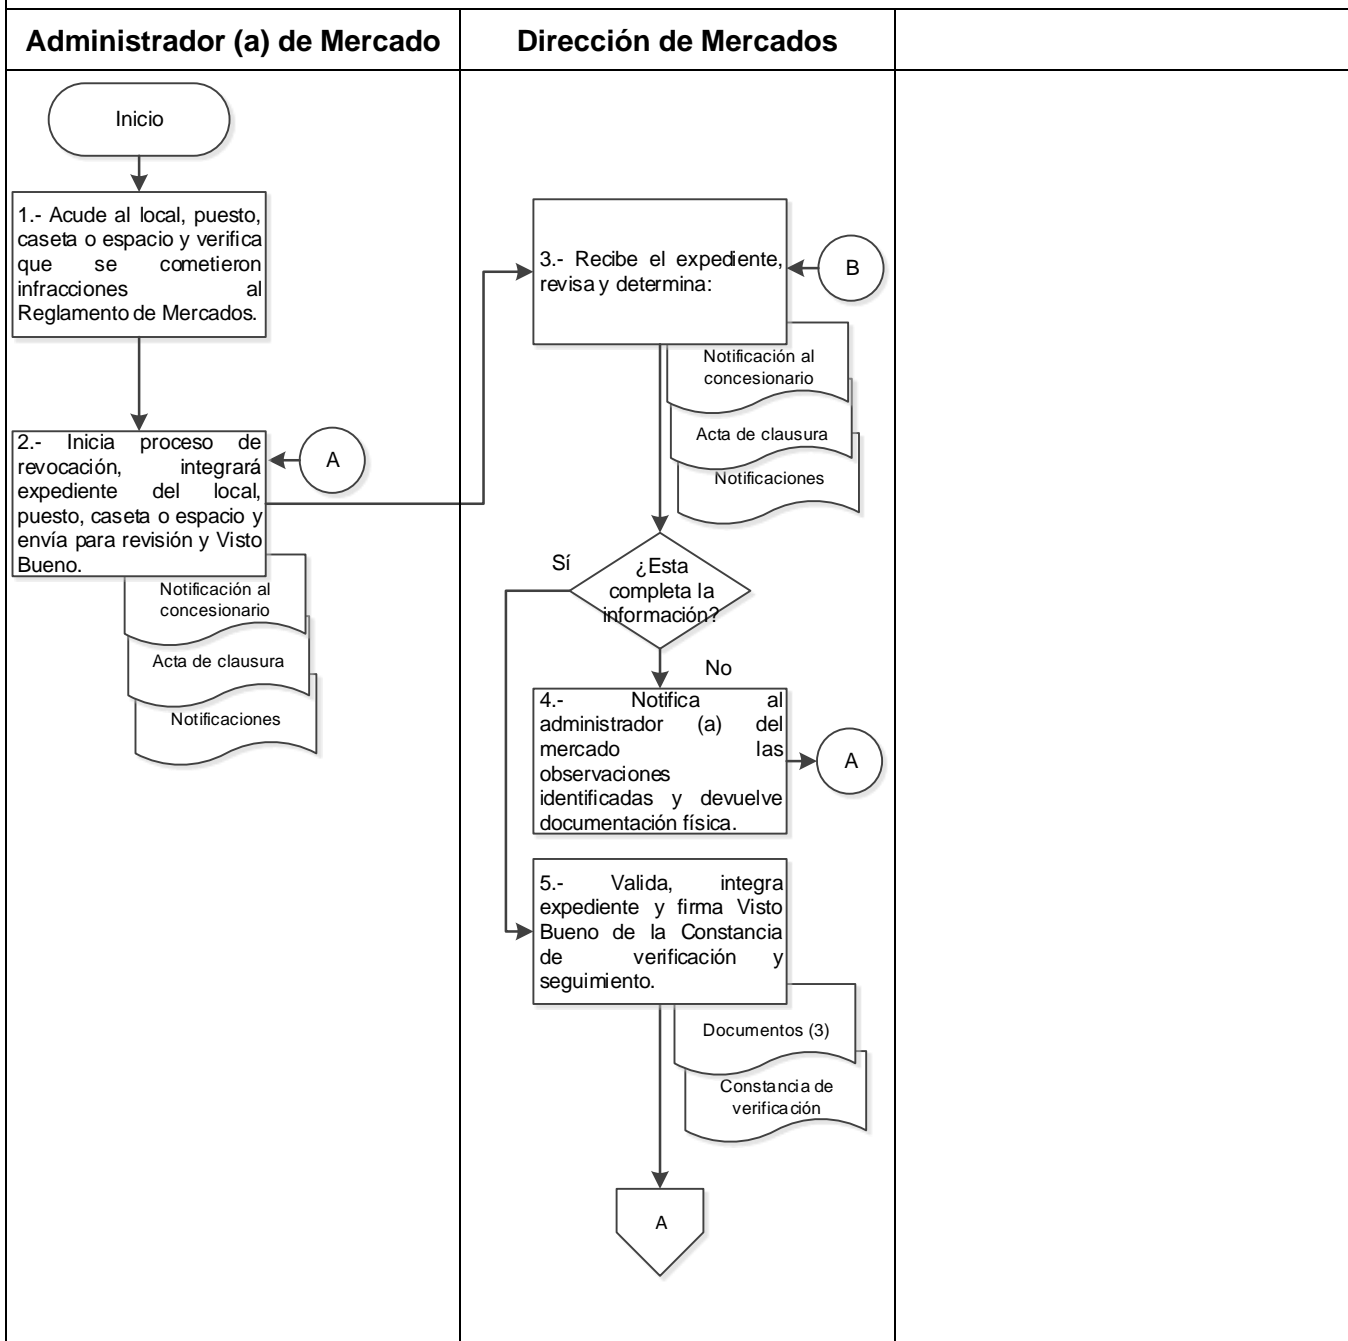 Administrador (a) de Mercado
Dirección de Mercados
Inicio
1.- Acude al local, puesto,
caseta o espacio y verifica
que se cometieron
infracciones al
Reglamento de Mercados.
2.- Inicia proceso de
revocación, integrará
expediente del local,
puesto, caseta o espacio y
envía para revisión y Visto
Bueno.
A
Notificación al
concesionario
Acta de clausura
Notificaciones
3.- Recibe el expediente,
revisa y determina:
B
Notificación al
concesionario
Acta de clausura
Notificaciones
Sí
¿Esta
completa la
información?
No
4.- Notifica al
administrador (a) del
mercado las
observaciones
identificadas y devuelve
documentación física.
A
5.- Valida, integra
expediente y firma Visto
Bueno de la Constancia
de verificación y
seguimiento.
Documentos (3)
Constancia de
verificación
A